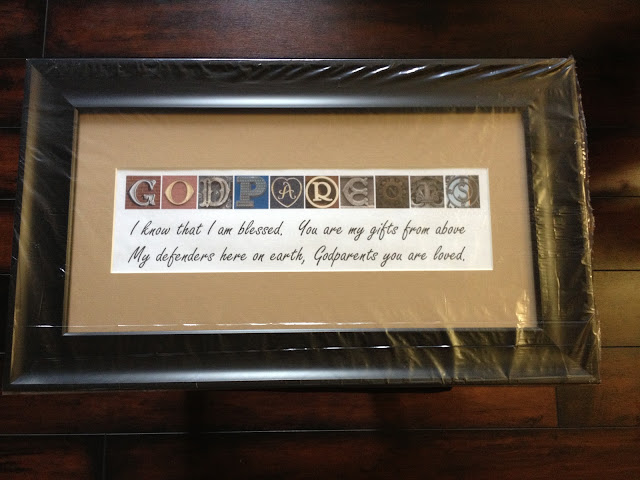 GODPARENTS
I know that I am blessed. You are my gifts from above
My defenders here on earth, Godparents you are loved.